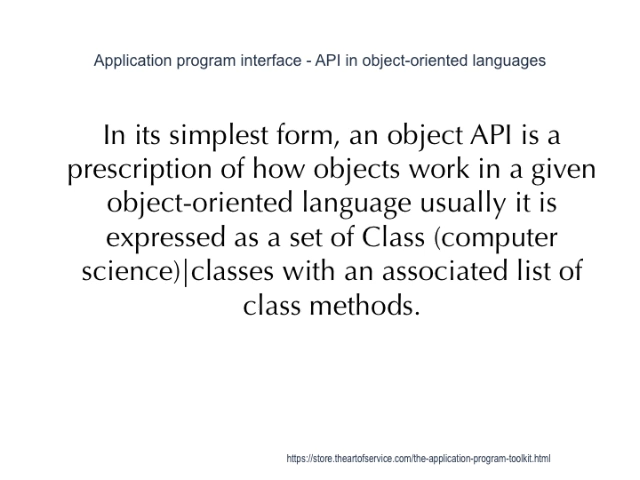 Application program interface - API in object-oriented languages
In its simplest form, an object API is a
prescription of how objects work in a given
object-oriented language usually it is
expressed as a set of Class (computer
science)|classes with an associated list of
class methods.
https://store.theartofservice.com/the-application-program-toolkit.html